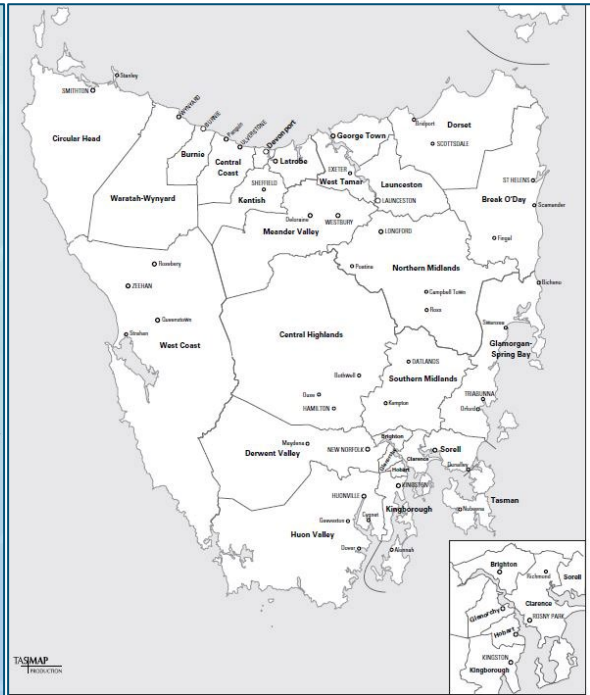 Stanley
SMITHTON
Circular Head
WYNYARD
BURNIE
Burnie
Penguin
ULVERSTONE
Central
Coast
Devonport
Latrobe
George Town
Bridport
Dorset
SCOTTSDALE
EXETER
West Tamar
SHEFFIELD
Kentish
Launceston
LAUNCESTON
ST HELENS
Break O'Day
Scamander
Waratah-Wynyard
Deloraine
WESTBURY
Meander Valley
LONGFORD
Fingal
Rosebery
Poatina
Northern Midlands
Bicheno
ZEEHAN
Campbell Town
Ross
Queenstown
Swansea
Strahan
West Coast
Central Highlands
Glamorgan-
Spring Bay
OATLANDS
Bothwell
Southern Midlands
Ouse
HAMILTON
Kempton
TRIABUNNA
Orford
Brighton
Maydena
Derwent Valley
NEW NORFOLK
Glenorchy
Clarence
Sorell
Hobart
Dunalley
KINGSTON
HUONVILLE
Tasman
Kingborough
Geeveston
Cygnet
Nubeena
Huon Valley
Dover
Alonnah
Brighton
Richmond
Sorell
Clarence
Glenorchy
ROSNY PARK
Hobart
KINGSTON
Kingborough
TASMAP
PRODUCTION